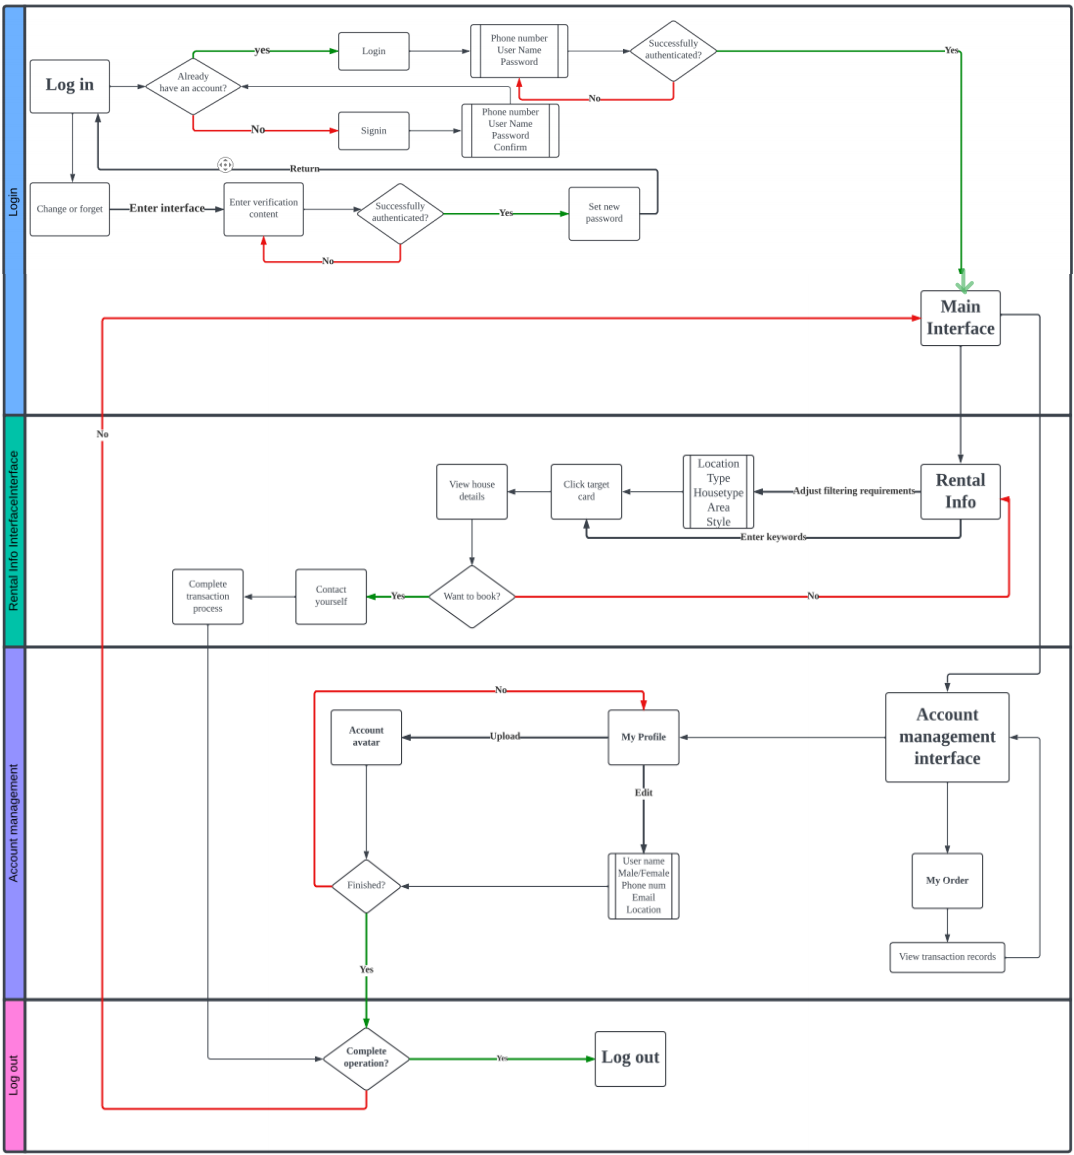 Login
Log in
Already
have an account?
yes
Login
Phone number
User Name
Password
Successfully
authenticated?
Yes
No
No
Signin
Phone number
User Name
Password
Confirm
Return
Change or forget
Enter interface
Enter verification
content
Successfully
authenticated?
Yes
Set new
password
No
Main
Interface
No
Rental Info InterfaceInterface
View house
details
Click target
card
Location
Type
Housetype
Area
Style
Adjust filtering requirements
Rental
Info
Enter keywords
Complete
transaction
process
Contact
yourself
Yes
Want to book?
No
Account management
No
Account
avatar
Upload
My Profile
Account
management
interface
Edit
Finished?
User name
Male/Female
Phone num
Email
Location
My Order
View transaction records
Yes
Log out
Complete
operation?
Yes
Log out